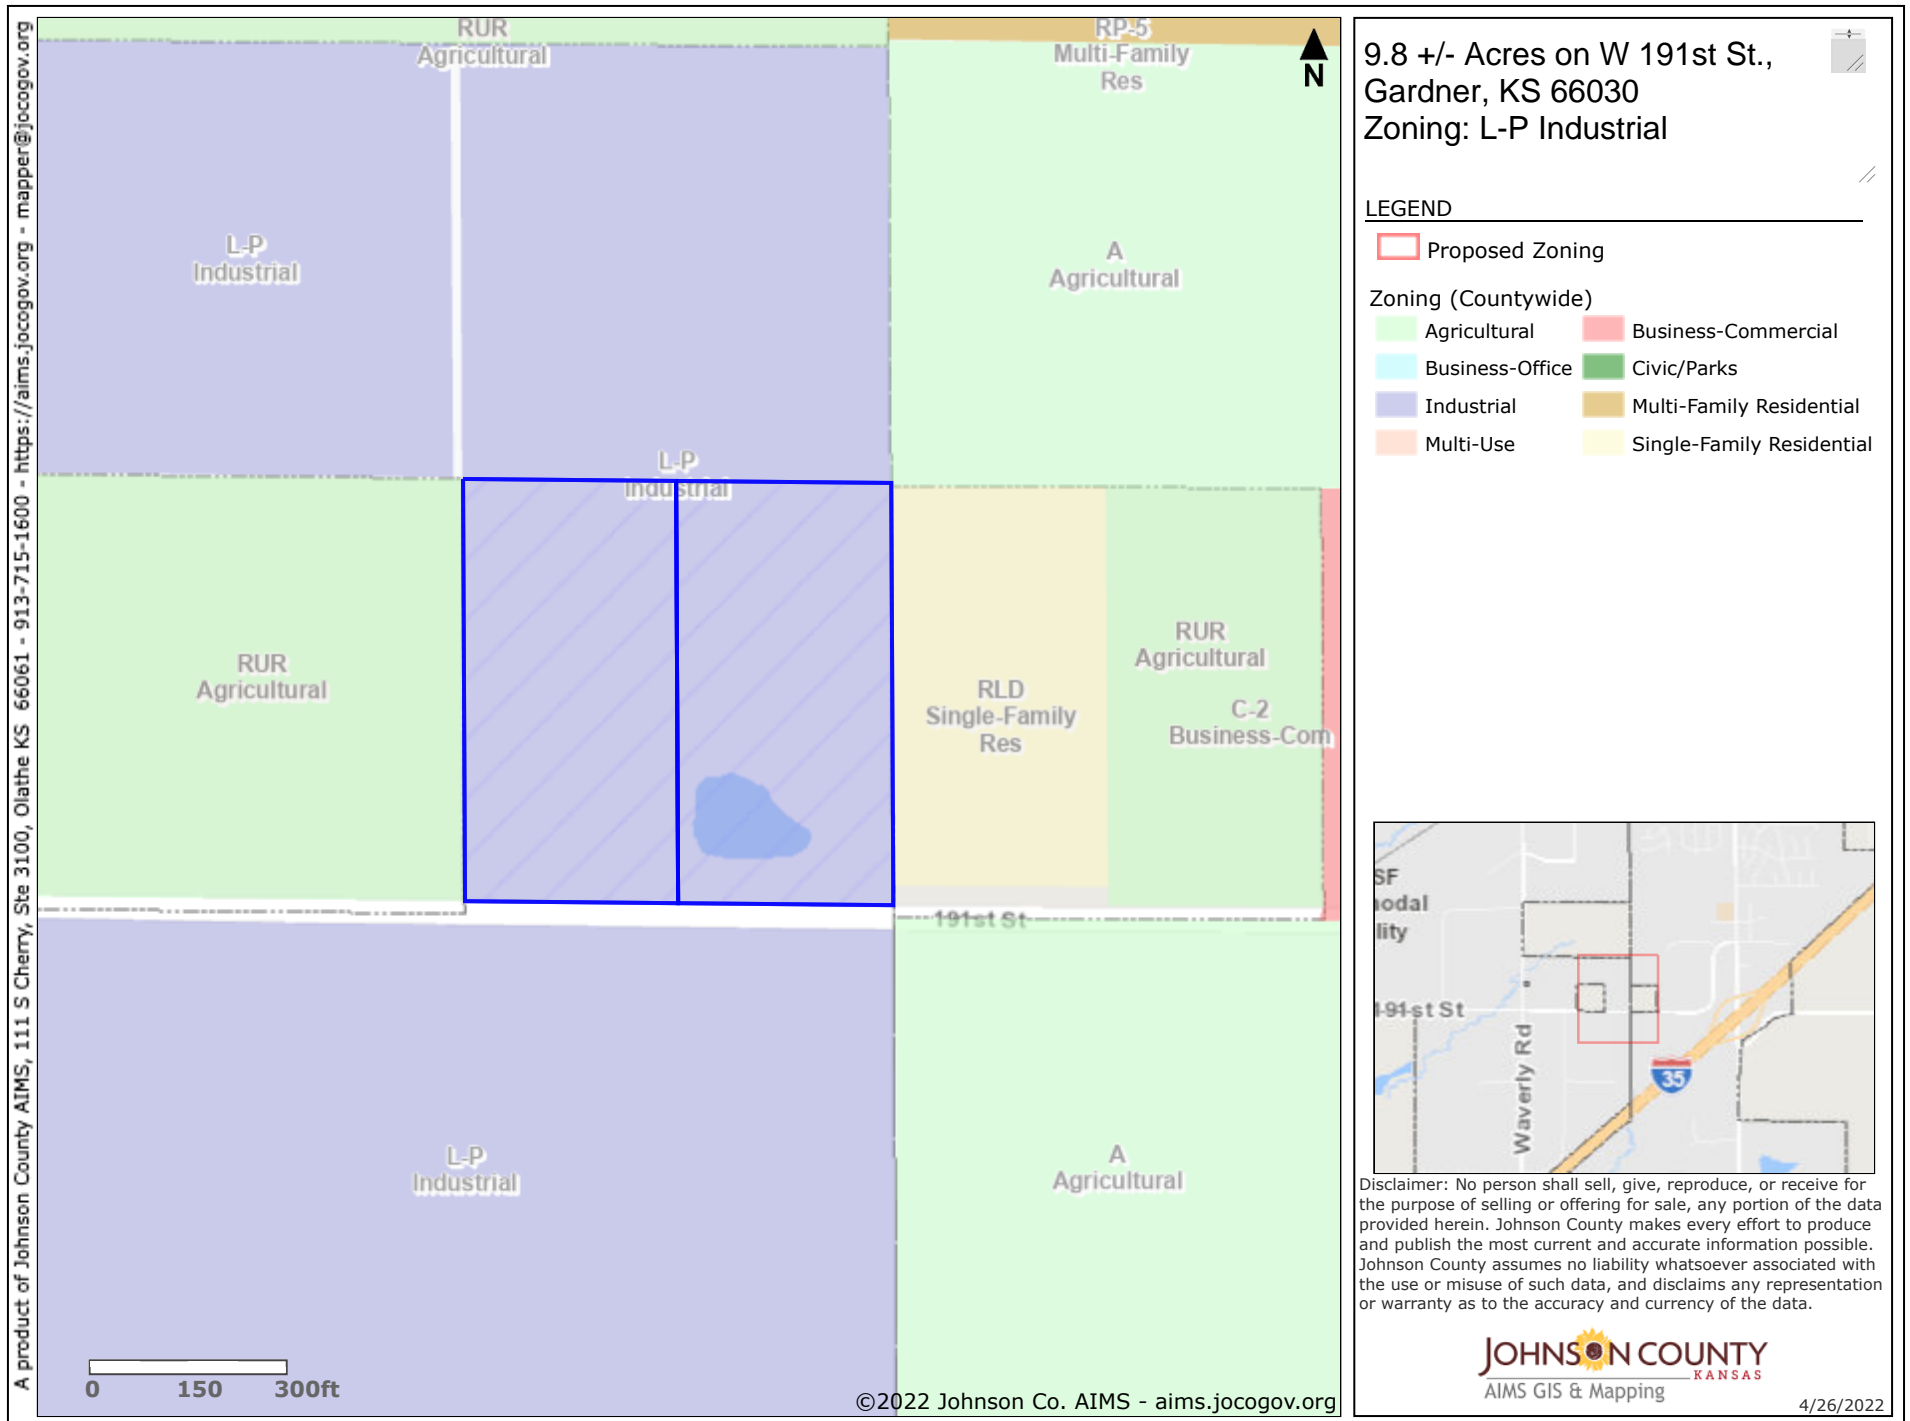 A product of Johnson County AIMS, 111 S Cherry, Ste 3100, Olathe KS 66061 - 913-715-1600 - https://aims.jocogov.org - mapper@jocogov.org
RUR
Agricultural
RP-5
Multi-Family
Res
N
L-P
Industrial
A
Agricultural
L-P
Industrial
RUR
Agricultural
RLD
Single-Family
Res
RUR
Agricultural
C-2
Business-Com
191st St
L-P
Industrial
A
Agricultural
0 150 300ft
©2022 Johnson Co. AIMS - aims.jocogov.org
9.8 +/- Acres on W 191st St.,
Gardner, KS 66030
Zoning: L-P Industrial
LEGEND
Proposed Zoning
Zoning (Countywide)
Agricultural Business-Commercial
Business-Office Civic/Parks
Industrial Multi-Family Residential
Multi-Use Single-Family Residential
SF
odal
lity
191st St
Waverly Rd
35
Disclaimer: No person shall sell, give, reproduce, or receive for
the purpose of selling or offering for sale, any portion of the data
provided herein. Johnson County makes every effort to produce
and publish the most current and accurate information possible.
Johnson County assumes no liability whatsoever associated with
the use or misuse of such data, and disclaims any representation
or warranty as to the accuracy and currency of the data.
JOHNSON COUNTY
KANSAS
AIMS GIS & Mapping
4/26/2022